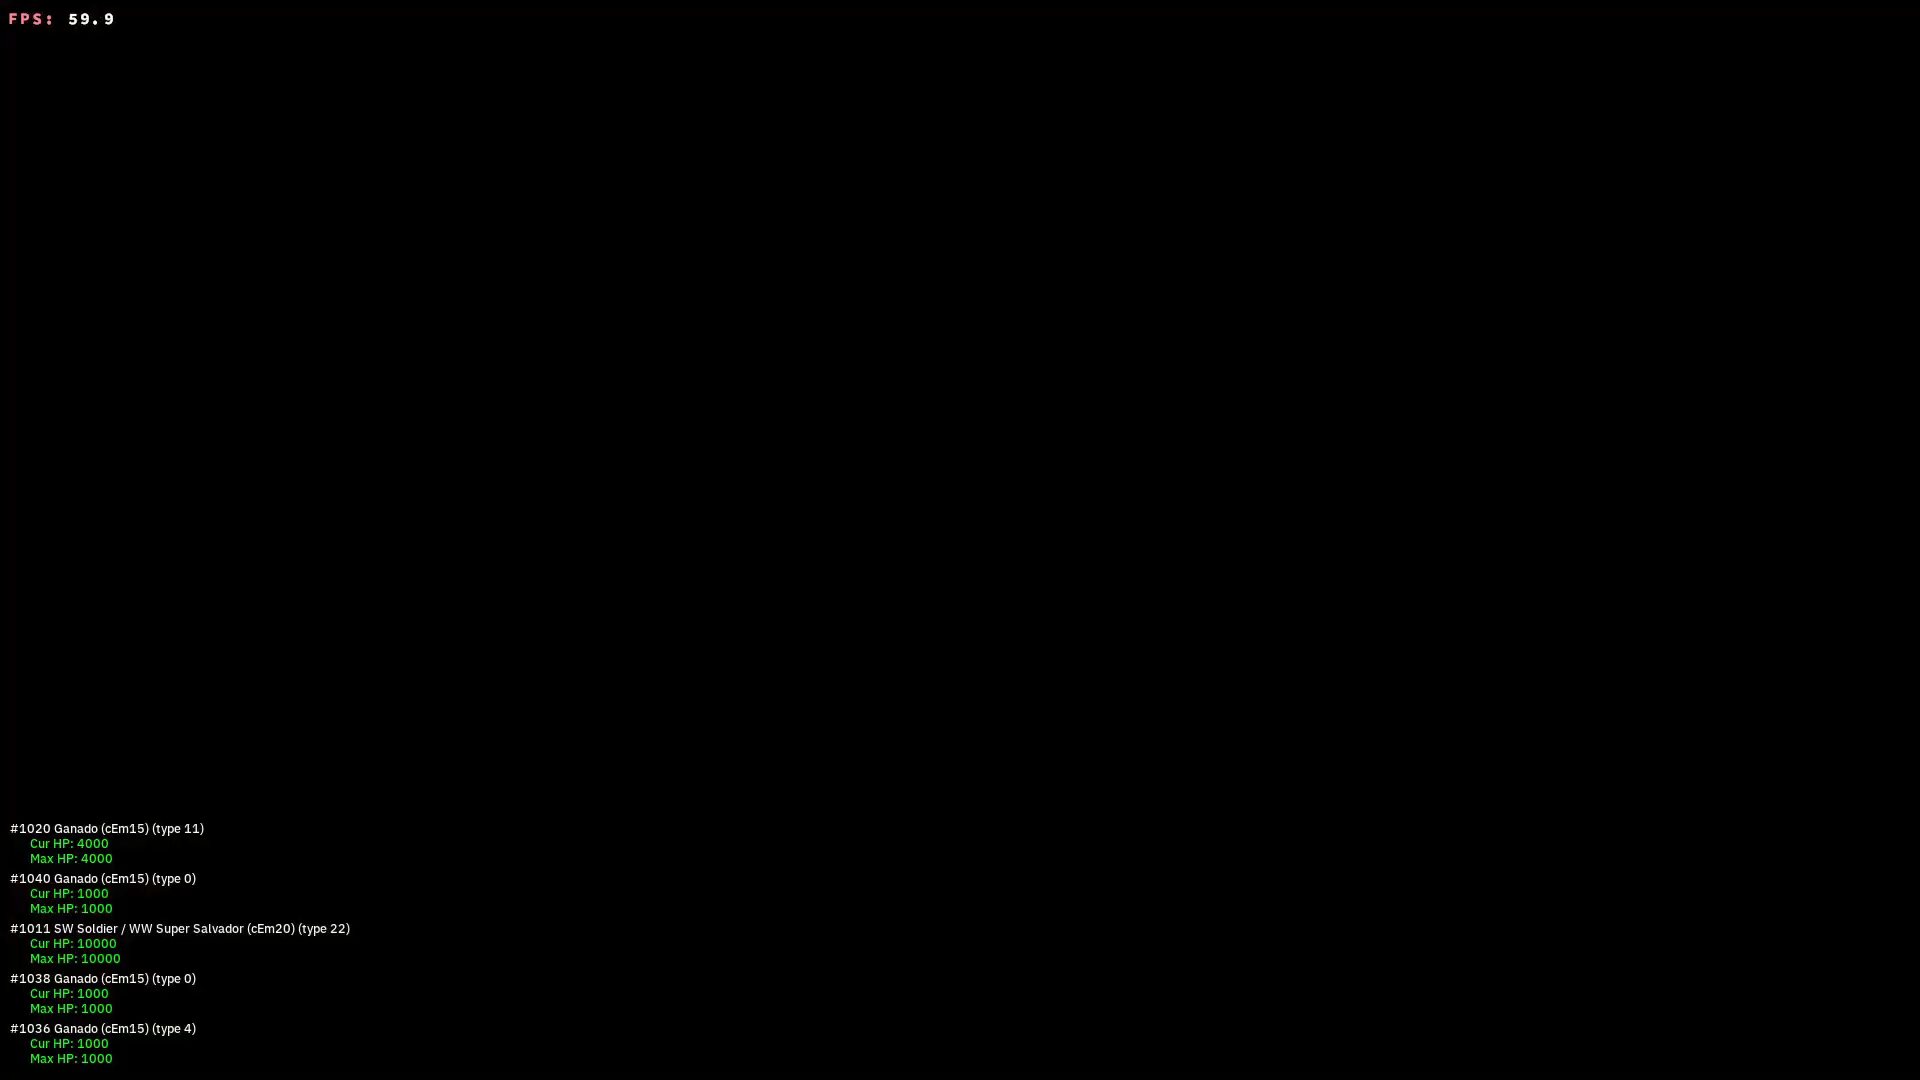 FPS: 59.9
#1020 Ganado (cEm15) (type 11)
Cur HP: 4000
Max HP: 4000
#1040 Ganado (cEm15) (type 0)
Cur HP: 1000
Max HP: 1000
#1011 SW Soldier / WW Super Salvador (cEm20) (type 22)
Cur HP: 10000
Max HP: 10000
#1038 Ganado (cEm15) (type 0)
Cur HP: 1000
Max HP: 1000
#1036 Ganado (cEm15) (type 4)
Cur HP: 1000
Max HP: 1000